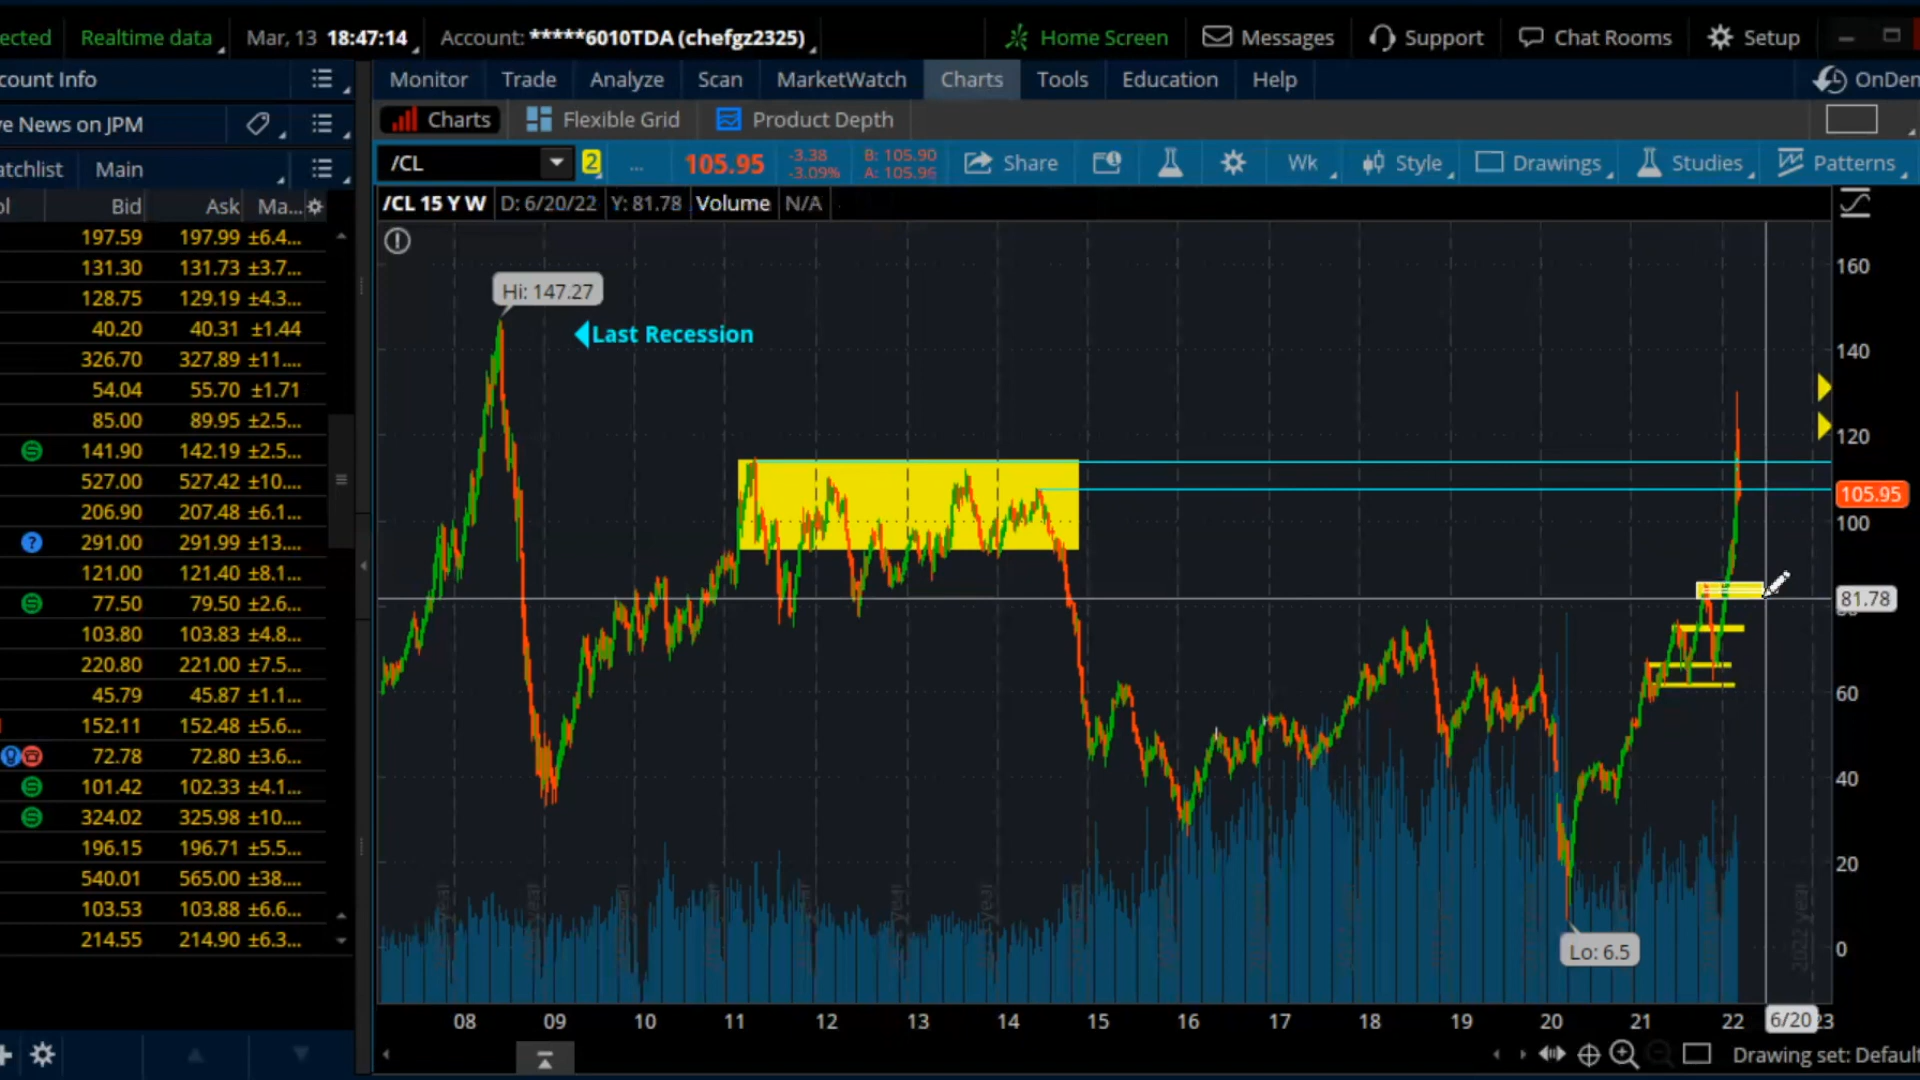 ected Realtime data Mar, 13 18:47:14 Account: *****6010TDA (chefgz2325) Home Screen Messages Support Chat Rooms Setup
count Info Monitor Trade Analyze Scan MarketWatch Charts Tools Education Help OnDem
ve News on JPM Charts Flexible Grid Product Depth
atchlist Main /CL 2 ... 105.95 -3.38 B: 105.90 Share Wk Style Drawings Studies Patterns
-3.09% A: 105.96
ol Bid Ask Ma... /CL 15 Y W D: 6/20/22 Y: 81.78 Volume N/A
197.59 197.99 ±6.4...
131.30 131.73 ±3.7...
128.75 129.19 ±4.3...
40.20 40.31 ±1.44
326.70 327.89 ±11....
54.04 55.70 ±1.71
85.00 89.95 ±2.5...
141.90 142.19 ±2.5...
527.00 527.42 ±10....
206.90 207.48 ±6.1...
291.00 291.99 ±13....
121.00 121.40 ±8.1...
77.50 79.50 ±2.6...
103.80 103.83 ±4.8...
220.80 221.00 ±7.5...
45.79 45.87 ±1.1...
152.11 152.48 ±5.6...
72.78 72.80 ±3.6...
101.42 102.33 ±4.1...
324.02 325.98 ±10....
196.15 196.71 ±5.5...
540.01 565.00 ±38....
103.53 103.88 ±6.6...
214.55 214.90 ±6.3...
Hi: 147.27
Last Recession
160
140
120
105.95
100
81.78
60
40
20
0
Lo: 6.5
2022 year
08 09 10 11 12 13 14 15 16 17 18 19 20 21 22 6/20 23
Drawing set: Default